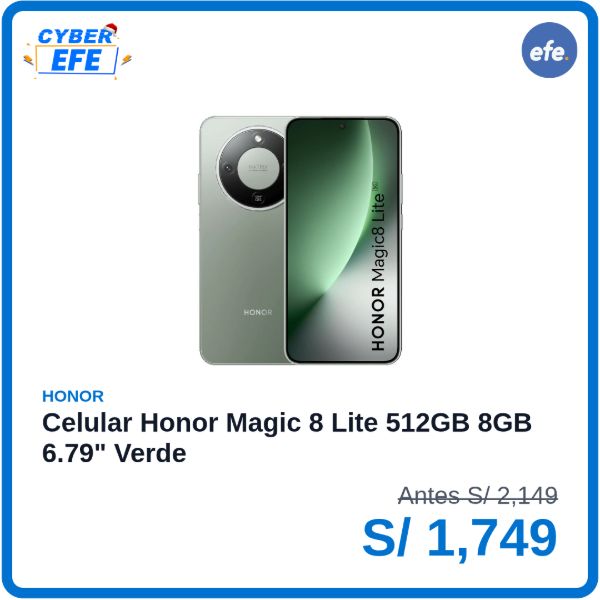 CYBER
EFE
efe.
HONOR
HONOR Magic8 Lite 5G
HONOR
Celular Honor Magic 8 Lite 512GB 8GB
6.79" Verde
Antes S/ 2,149
S/ 1,749